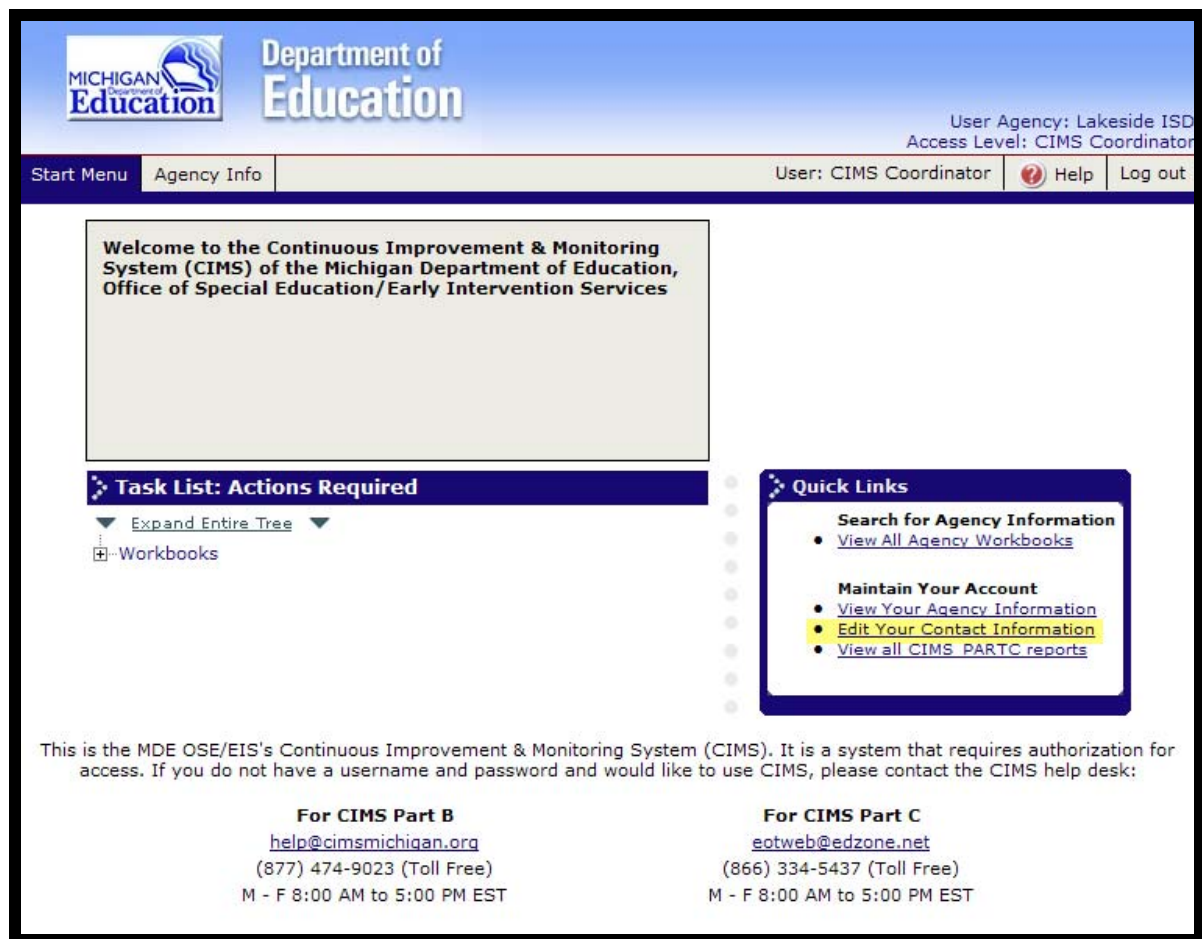 MICHIGAN
Department of
Education
Department of
Education
User Agency: Lakeside ISD
Access Level: CIMS Coordinator
Start Menu Agency Info User: CIMS Coordinator ? Help Log out
Welcome to the Continuous Improvement & Monitoring
System (CIMS) of the Michigan Department of Education,
Office of Special Education/Early Intervention Services
Task List: Actions Required
Expand Entire Tree
Workbooks
Quick Links
Search for Agency Information
• View All Agency Workbooks
Maintain Your Account
• View Your Agency Information
• Edit Your Contact Information
• View all CIMS PARTC reports
This is the MDE OSE/EIS's Continuous Improvement & Monitoring System (CIMS). It is a system that requires authorization for
access. If you do not have a username and password and would like to use CIMS, please contact the CIMS help desk:
For CIMS Part B
help@cimsmichigan.org
(877) 474-9023 (Toll Free)
M - F 8:00 AM to 5:00 PM EST
For CIMS Part C
eotweb@edzone.net
(866) 334-5437 (Toll Free)
M - F 8:00 AM to 5:00 PM EST